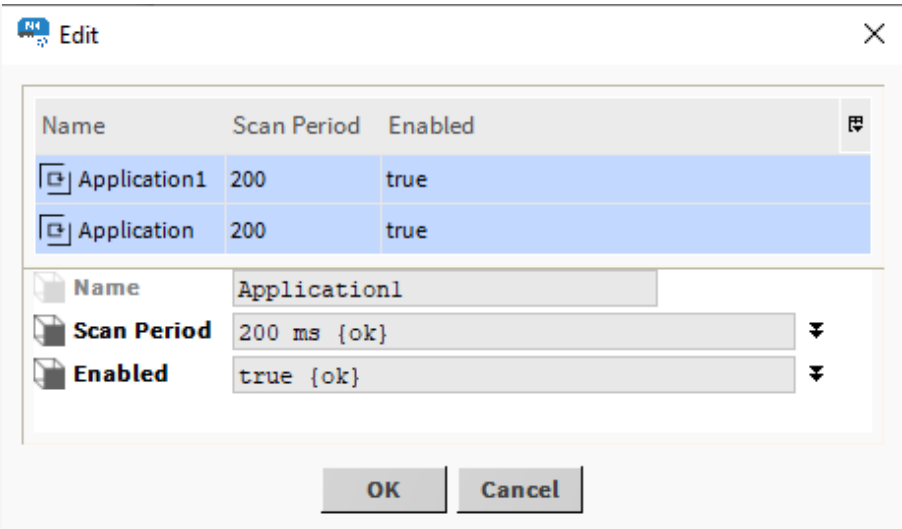 N4 Edit
Name Scan Period Enabled
Application1 200 true
Application 200 true
Name Application1
Scan Period 200 ms {ok}
Enabled true {ok}
OK Cancel